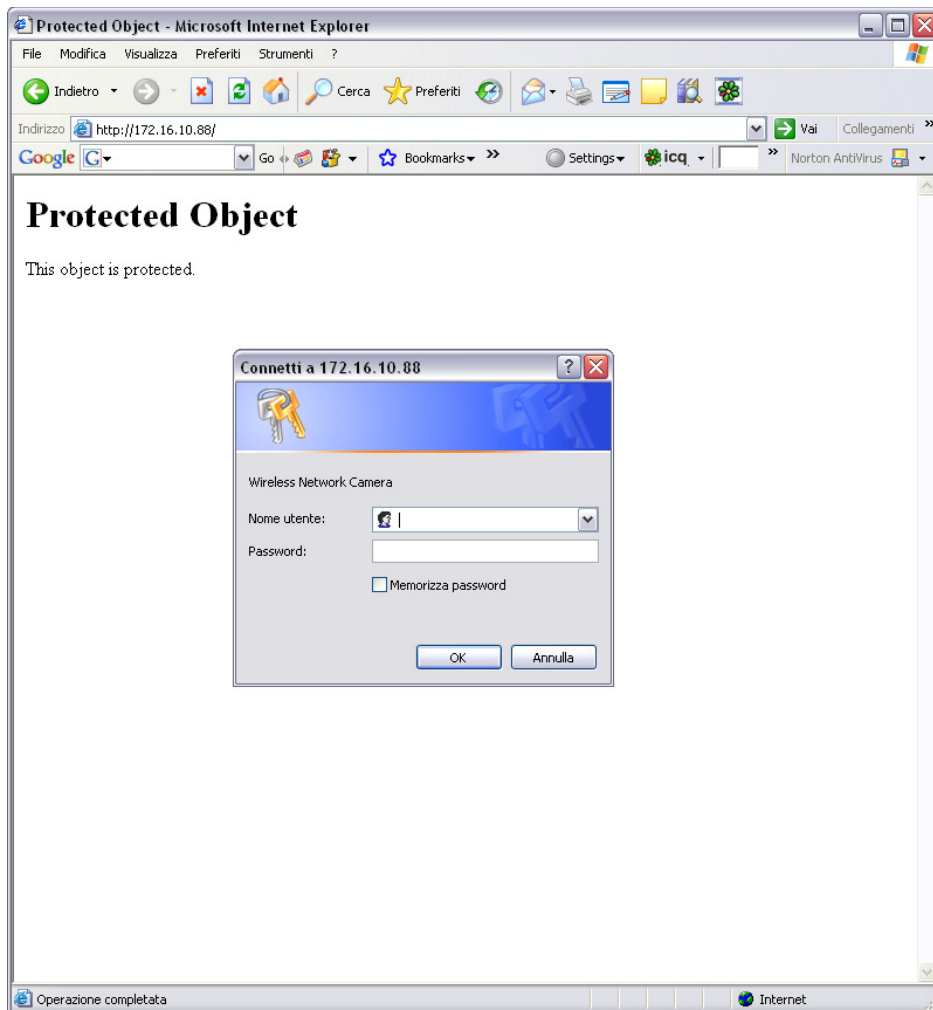 Protected Object - Microsoft Internet Explorer
File Modifica Visualizza Preferiti Strumenti ?
Indietro Cerca Preferiti
Indirizzo http://172.16.10.88/ Vai Collegamenti »
Google G Go Bookmarks » Settings icq » Norton AntiVirus
Protected Object
This object is protected.
Connetti a 172.16.10.88
Wireless Network Camera
Nome utente:
Password:
Memorizza password
OK Annulla
Operazione completata Internet